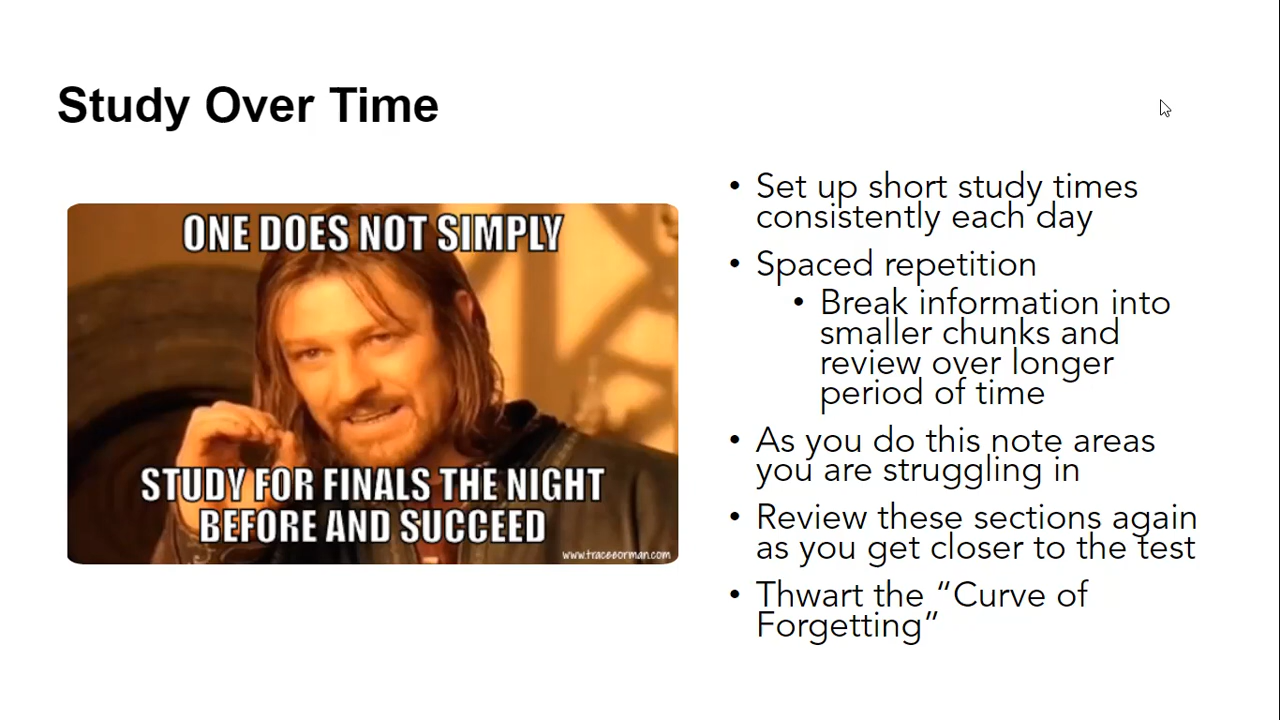 Study Over Time
ONE DOES NOT SIMPLY
STUDY FOR FINALS THE NIGHT
BEFORE AND SUCCEED
www.traceeorman.com
• Set up short study times
consistently each day
• Spaced repetition
• Break information into
smaller chunks and
review over longer
period of time
• As you do this note areas
you are struggling in
• Review these sections again
as you get closer to the test
• Thwart the “Curve of
Forgetting”